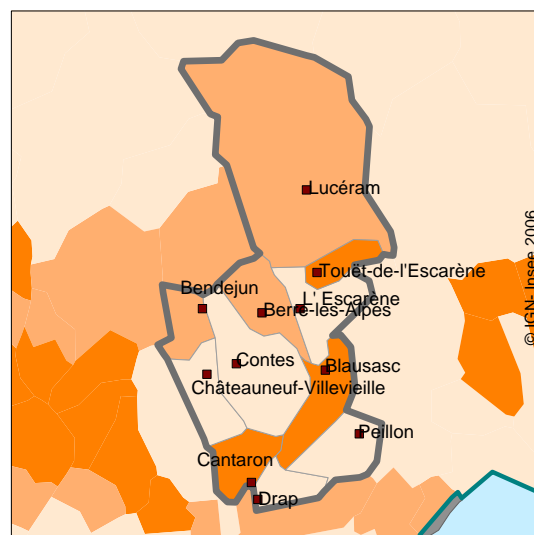 Lucéram
Touët-de-l'Escarène
Bendejun
L' Escarène
Berre-les-Alpes
Contes
Blausasc
Châteauneuf-Villevieille
Peillon
Cantaron
Drap
© IGN- Insee 2006